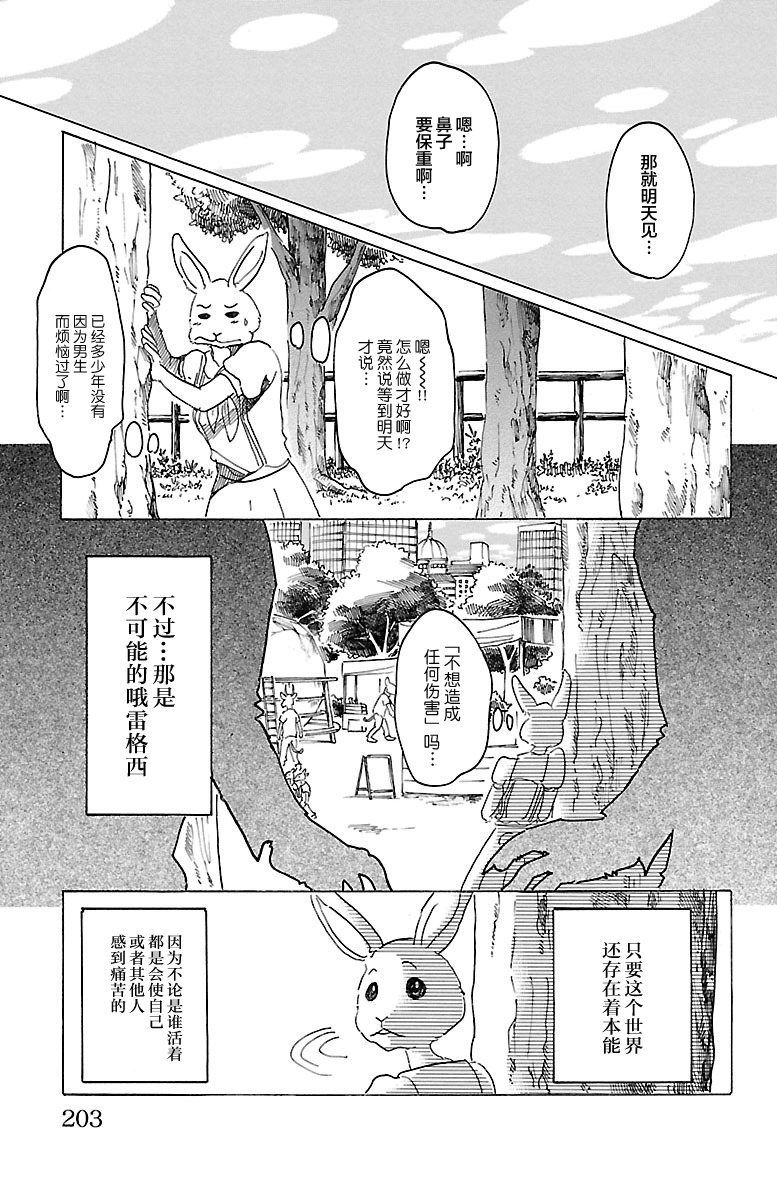 那就明天见…
嗯…啊
鼻子
要保重啊…
嗯~~~!!
怎么做才好啊!?
竟然说等到明天
才说…
已经多少年没有
因为男生
而烦恼过了啊…
「不想造成
任何伤害」吗…
不过…那是
不可能的哦雷格西
只要这个世界
还存在着本能
因为不论是谁活着
都是会使自己
或者其他人
感到痛苦的
203